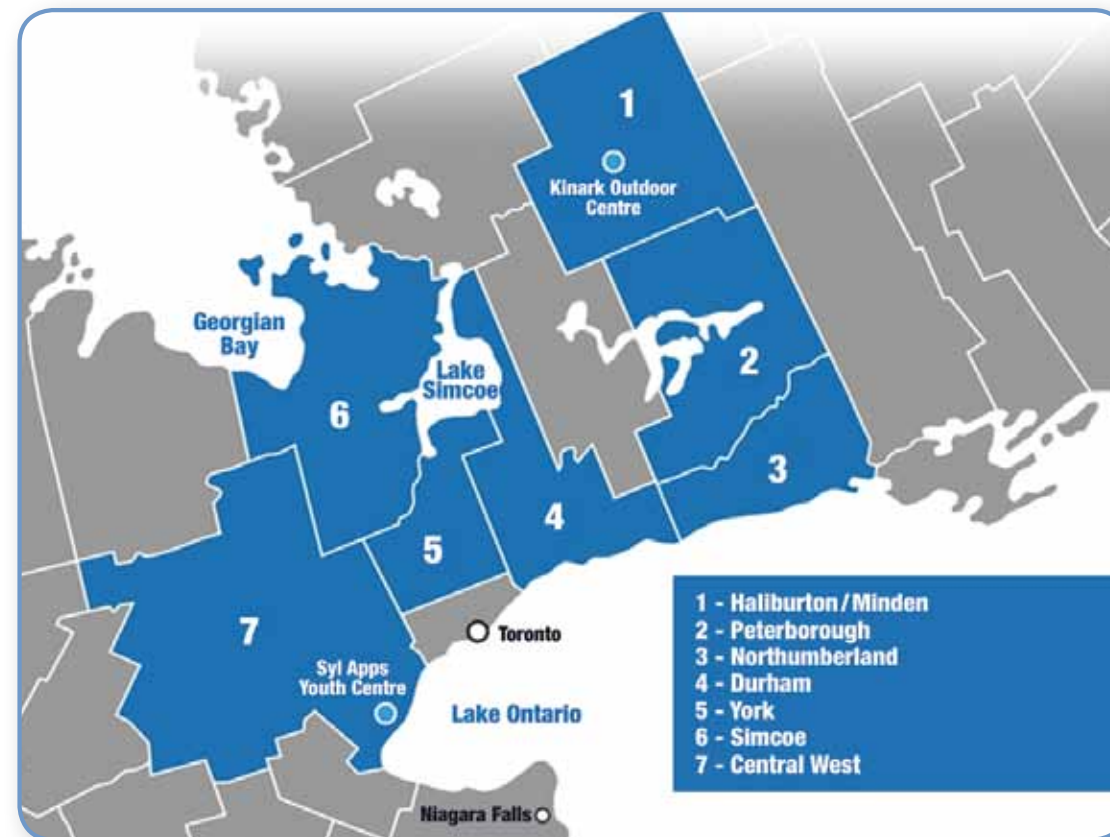 1
Kinark Outdoor
Centre
Georgian
Bay
Lake
Simcoe
2
6
3
4
5
7
Toronto
Syl Apps
Youth Centre
Lake Ontario
Niagara Falls
1 - Haliburton/Minden
2 - Peterborough
3 - Northumberland
4 - Durham
5 - York
6 - Simcoe
7 - Central West